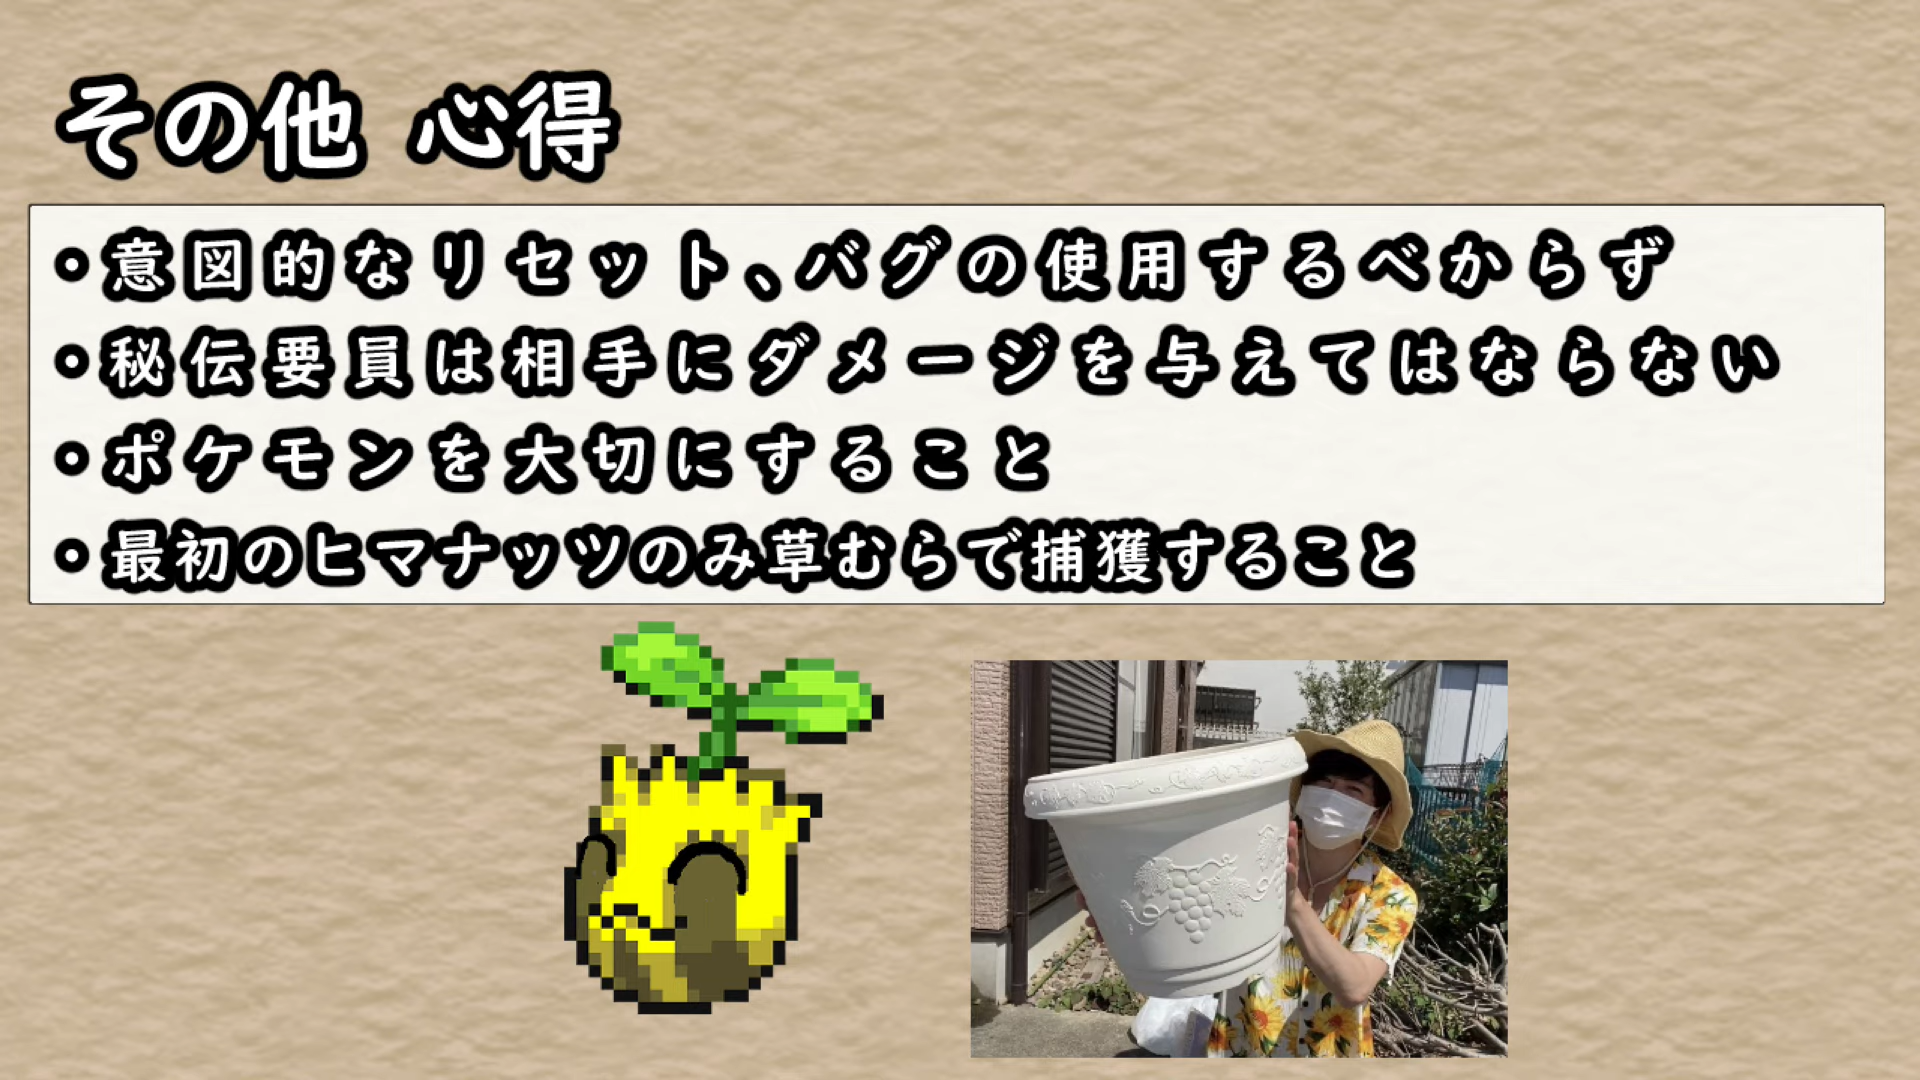 その他 心得
・意図的なリセット、バグの使用するべからず
・秘伝要員は相手にダメージを与えてはならない
・ポケモンを大切にすること
・最初のヒマナッツのみ草むらで捕獲すること